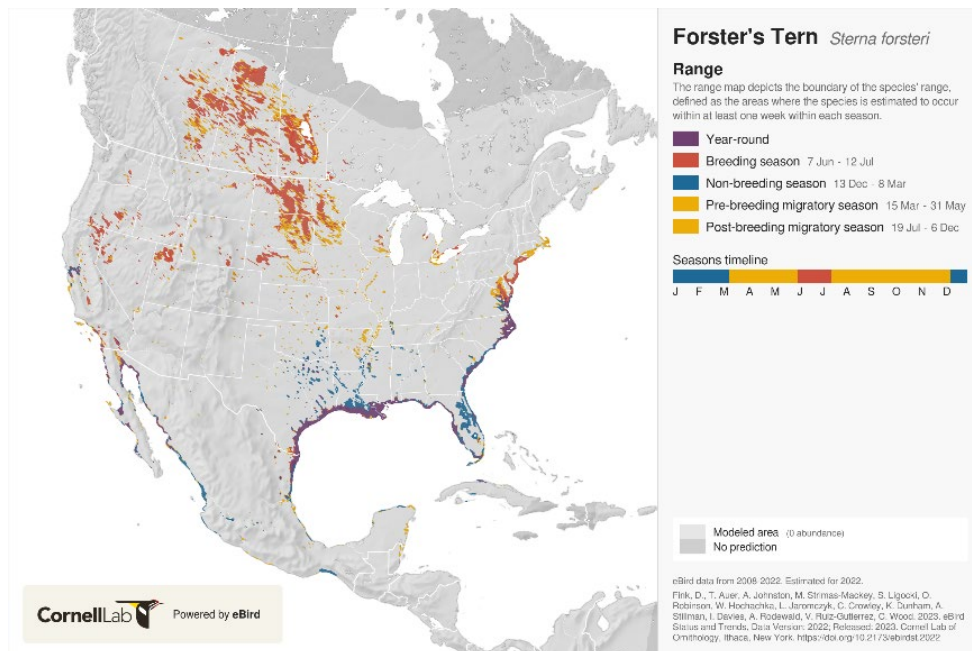 Forster's Tern Sterna forsteri
Range
The range map depicts the boundary of the species' range,
defined as the areas where the species is estimated to occur
within at least one week within each season.
Year-round
Breeding season 7 Jun - 12 Jul
Non-breeding season 13 Dec - 8 Mar
Pre-breeding migratory season 15 Mar - 31 May
Post-breeding migratory season 19 Jul - 6 Dec
Seasons timeline
J F M A M J J A S O N D
Modeled area (0 abundance)
No prediction
eBird data from 2008-2022. Estimated for 2022.
Fink, D., T. Auer, A. Johnston, M. Strimas-Mackey, S. Ligocki, O.
Robinson, W. Hochachka, L. Jaromczyk, C. Crowley, K. Dunham, A.
Stillman, I. Davies, A. Rodewald, V. Ruiz-Gutierrez, C. Wood. 2023. eBird
Status and Trends, Data Version: 2022; Released: 2023. Cornell Lab of
Ornithology, Ithaca, New York. https://doi.org/10.2173/ebirdst.2022
CornellLab Powered by eBird